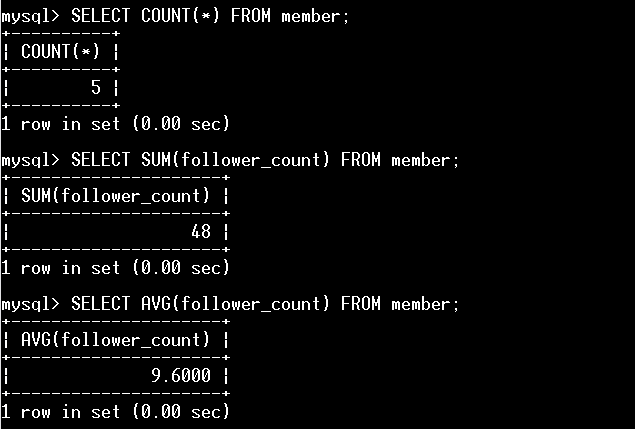 mysql> SELECT COUNT(*) FROM member;
+----------+
| COUNT(*) |
+----------+
|        5 |
+----------+
1 row in set (0.00 sec)
mysql> SELECT SUM(follower_count) FROM member;
+---------------------+
| SUM(follower_count) |
+---------------------+
|                  48 |
+---------------------+
1 row in set (0.00 sec)
mysql> SELECT AVG(follower_count) FROM member;
+---------------------+
| AVG(follower_count) |
+---------------------+
|              9.6000 |
+---------------------+
1 row in set (0.00 sec)